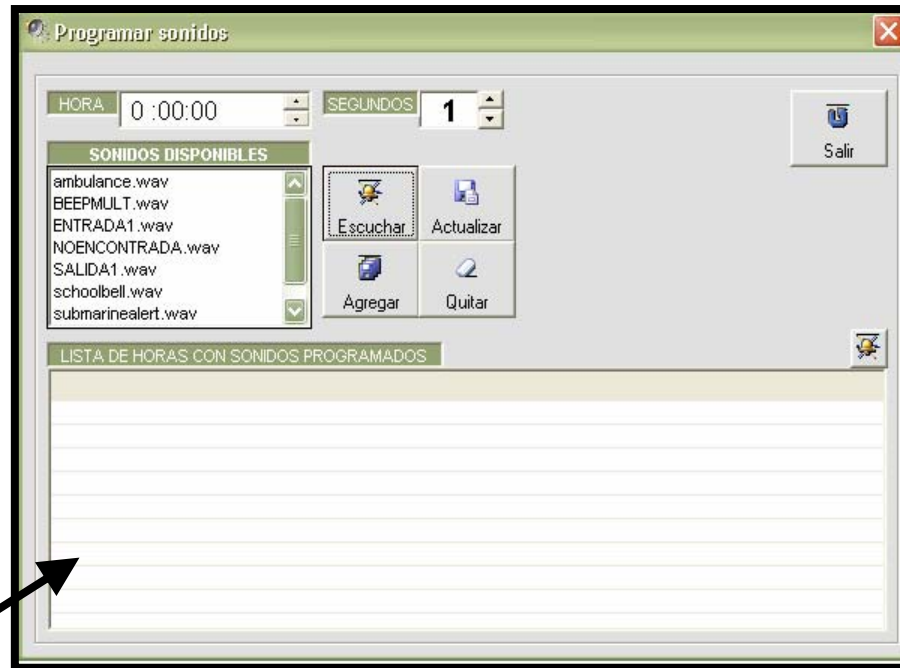 Programar sonidos
HORA 0 :00:00 SEGUNDOS 1
Salir
SONIDOS DISPONIBLES
ambulance.wav
BEEPMULT.wav
ENTRADA1.wav
NOENCONTRADA.wav
SALIDA1.wav
schoolbell.wav
submarinealert.wav
Escuchar Actualizar
Agregar Quitar
LISTA DE HORAS CON SONIDOS PROGRAMADOS